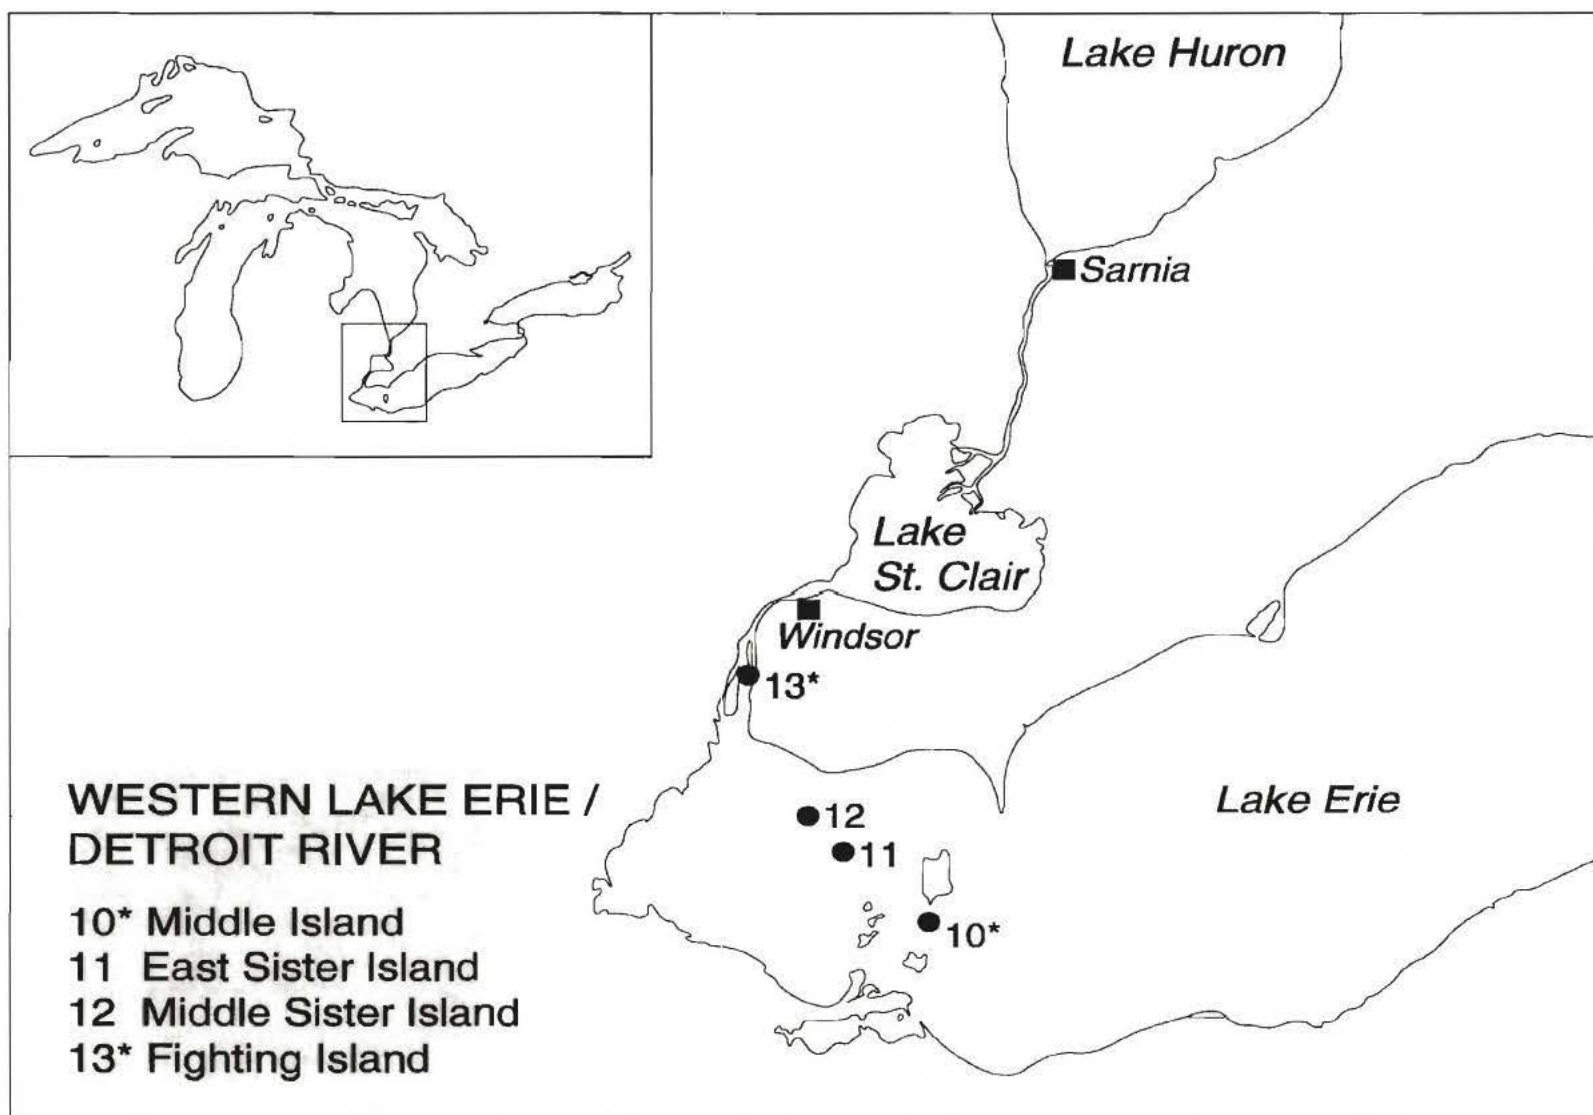 Lake Huron
Sarnia
Lake
St. Clair
Windsor
13*
WESTERN LAKE ERIE /
DETROIT RIVER
Lake Erie
12
11
10*
10* Middle Island
11 East Sister Island
12 Middle Sister Island
13* Fighting Island